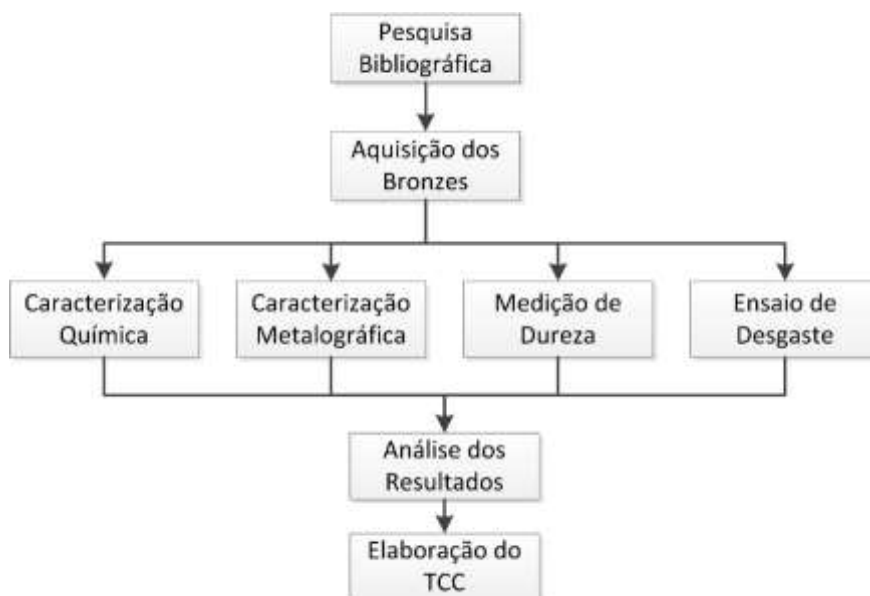 Pesquisa
Bibliográfica
Aquisição dos
Bronzes
Caracterização
Química
Caracterização
Metalográfica
Medição de
Dureza
Ensaio de
Desgaste
Análise dos
Resultados
Elaboração do
TCC